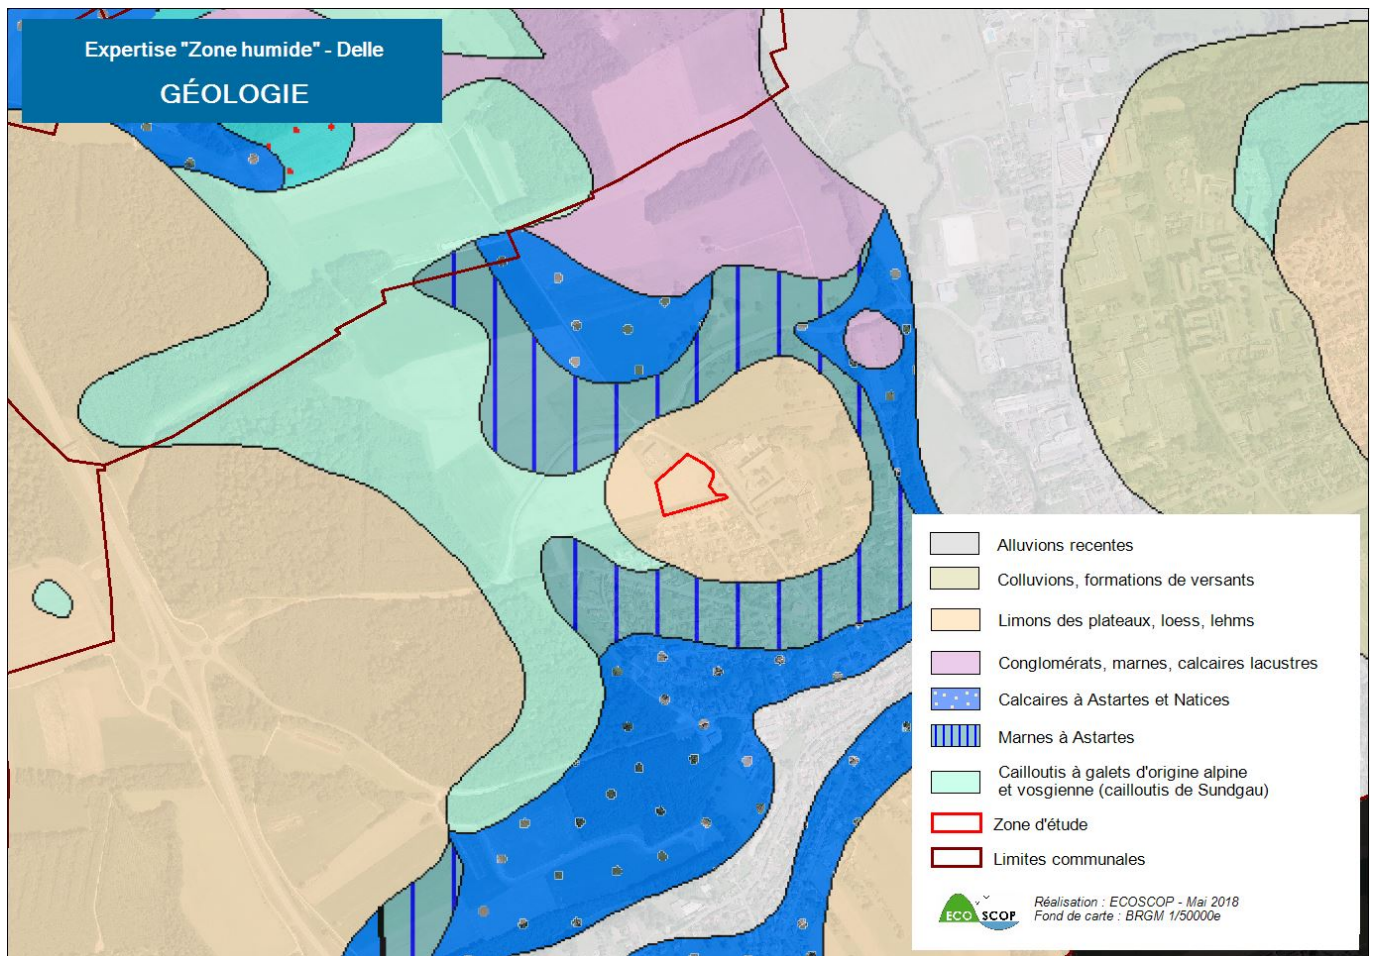 Expertise "Zone humide" - Delle
GÉOLOGIE
Alluvions recentes
Colluvions, formations de versants
Limons des plateaux, loess, lehms
Conglomérats, marnes, calcaires lacustres
Calcaires à Astartes et Natices
Marnes à Astartes
Cailloutis à galets d'origine alpine
et vosgienne (cailloutis de Sundgau)
Zone d'étude
Limites communales
ECO SCOP
Réalisation : ECOSCOP - Mai 2018
Fond de carte : BRGM 1/50000e